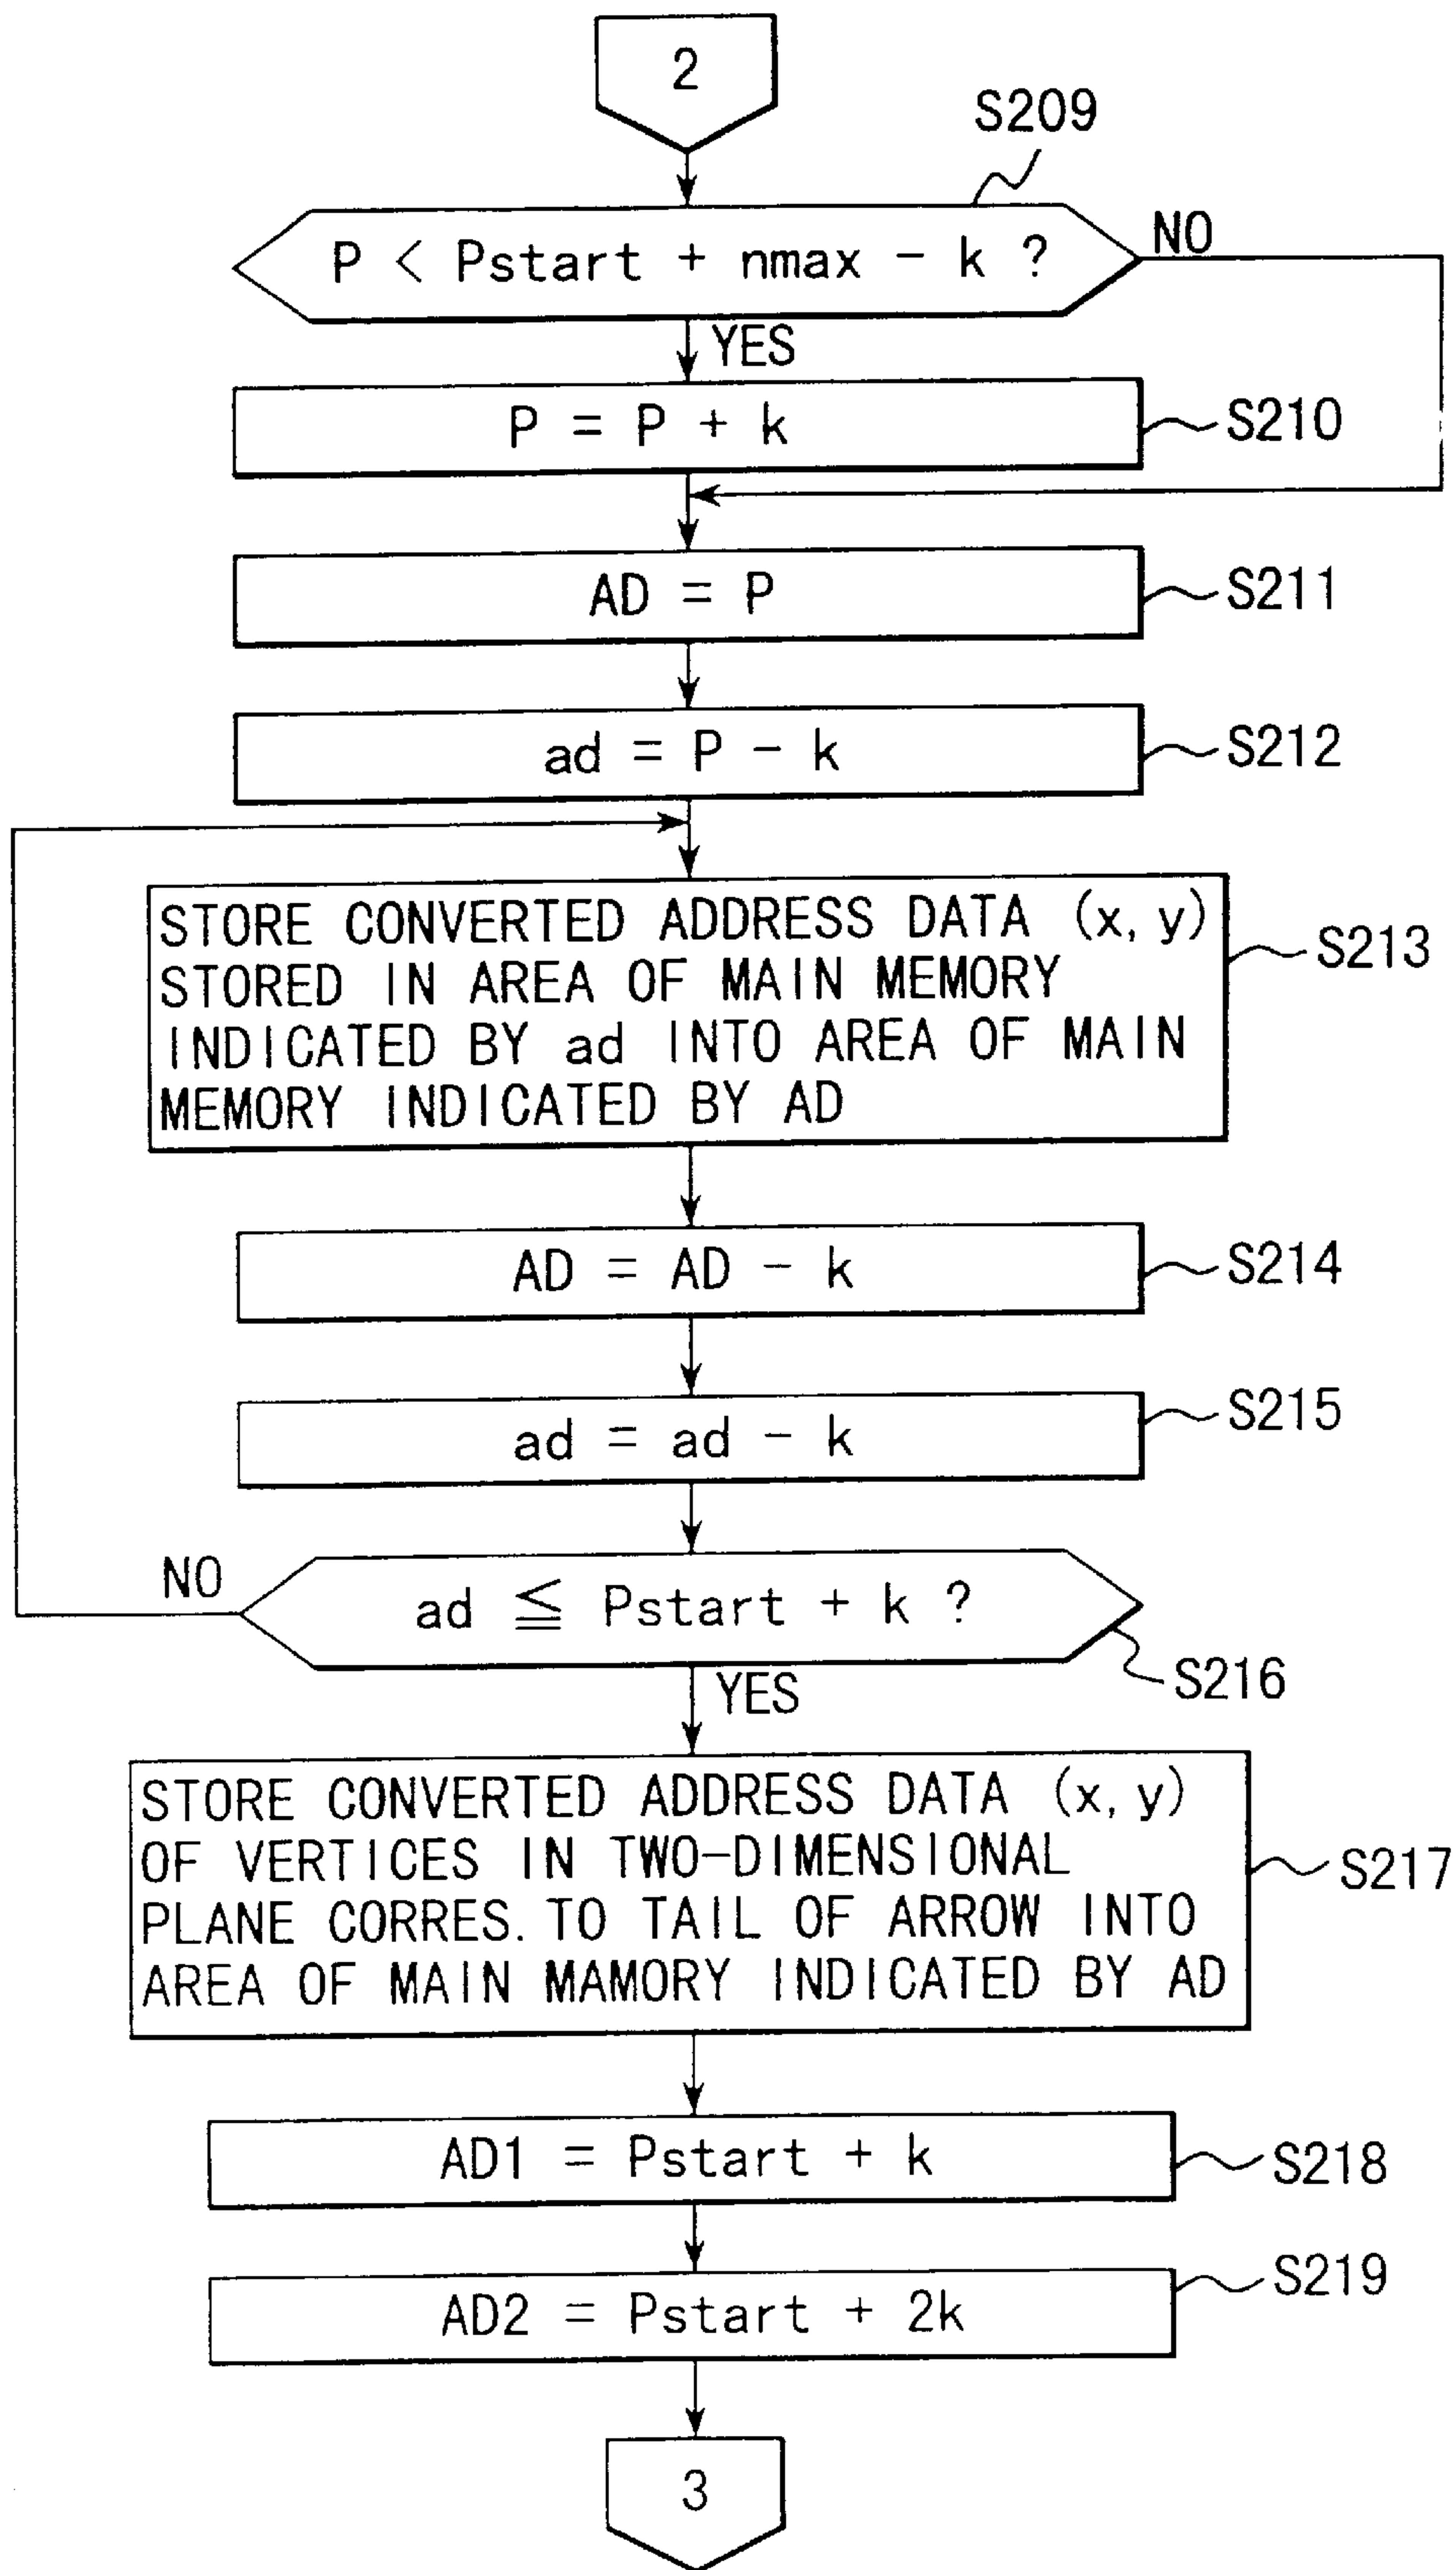 2
S209
P < Pstart + nmax - k ?
NO
YES
P = P + k
S210
AD = P
S211
ad = P - k
S212
STORE CONVERTED ADDRESS DATA (x, y)
STORED IN AREA OF MAIN MEMORY
INDICATED BY ad INTO AREA OF MAIN
MEMORY INDICATED BY AD
S213
AD = AD - k
S214
ad = ad - k
S215
NO
ad ≦ Pstart + k ?
S216
YES
STORE CONVERTED ADDRESS DATA (x, y)
OF VERTICES IN TWO-DIMENSIONAL
PLANE CORRES. TO TAIL OF ARROW INTO
AREA OF MAIN MAMORY INDICATED BY AD
S217
AD1 = Pstart + k
S218
AD2 = Pstart + 2k
S219
3